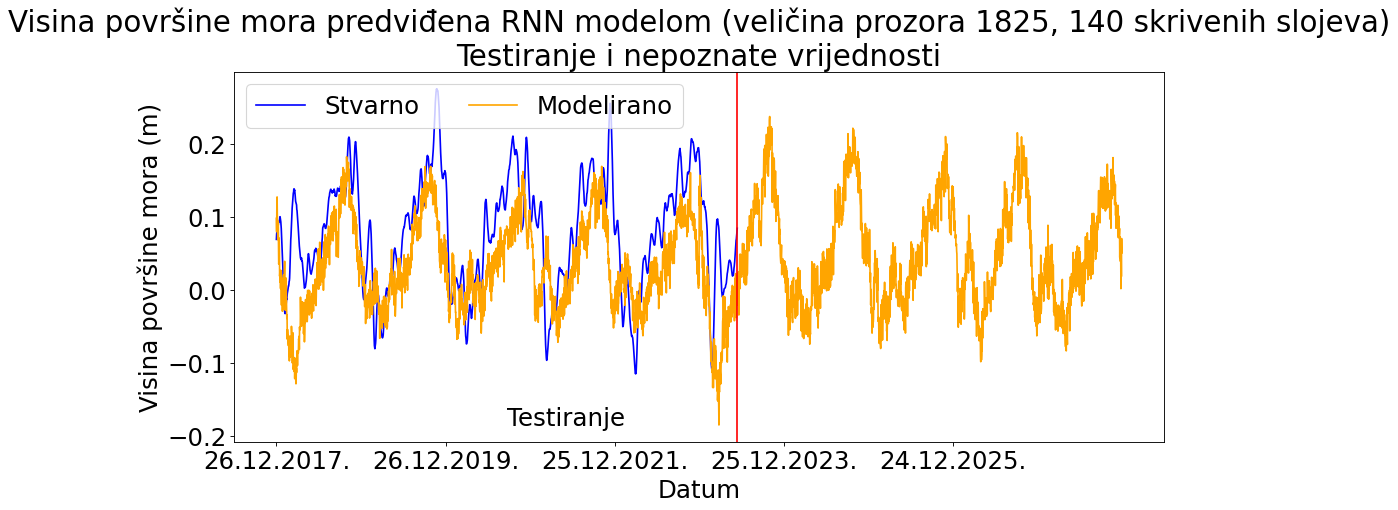 Visina površine mora predviđena RNN modelom (veličina prozora 1825, 140 skrivenih slojeva)
Testiranje i nepoznate vrijednosti
Stvarno
Modelirano
Visina površine mora (m)
0.2
0.1
0.0
−0.1
−0.2
Testiranje
26.12.2017.
26.12.2019.
25.12.2021.
25.12.2023.
24.12.2025.
Datum